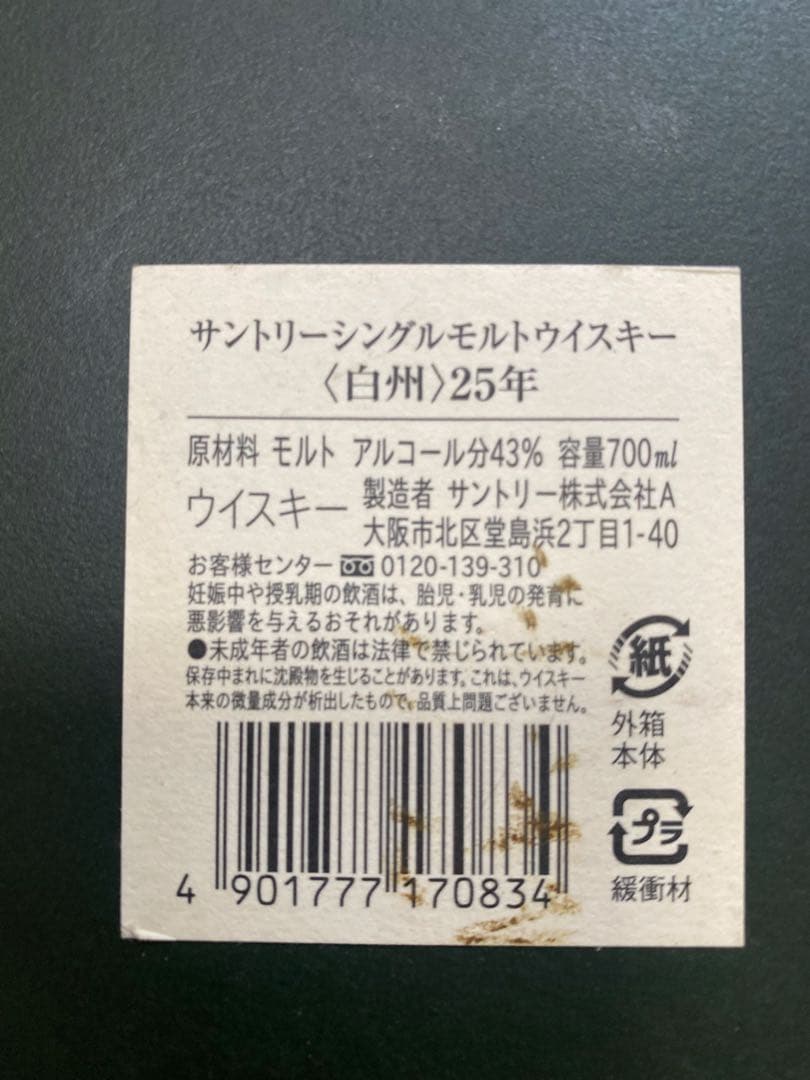 サントリーシングルモルトウイスキー
〈白州〉25年
原材料 モルト アルコール分43% 容量700ml
ウイスキー 製造者 サントリー株式会社A
大阪市北区堂島浜2丁目1-40
お客様センター 0120-139-310
妊娠中や授乳期の飲酒は、胎児・乳児の発育に
悪影響を与えるおそれがあります。
●未成年者の飲酒は法律で禁じられています。
保存中まれに沈殿物を生じることがあります。これは、ウイスキー
本来の微量成分が析出したもので、品質上問題ございません。
紙
外箱
本体
プラ
緩衝材
4 901777 170834